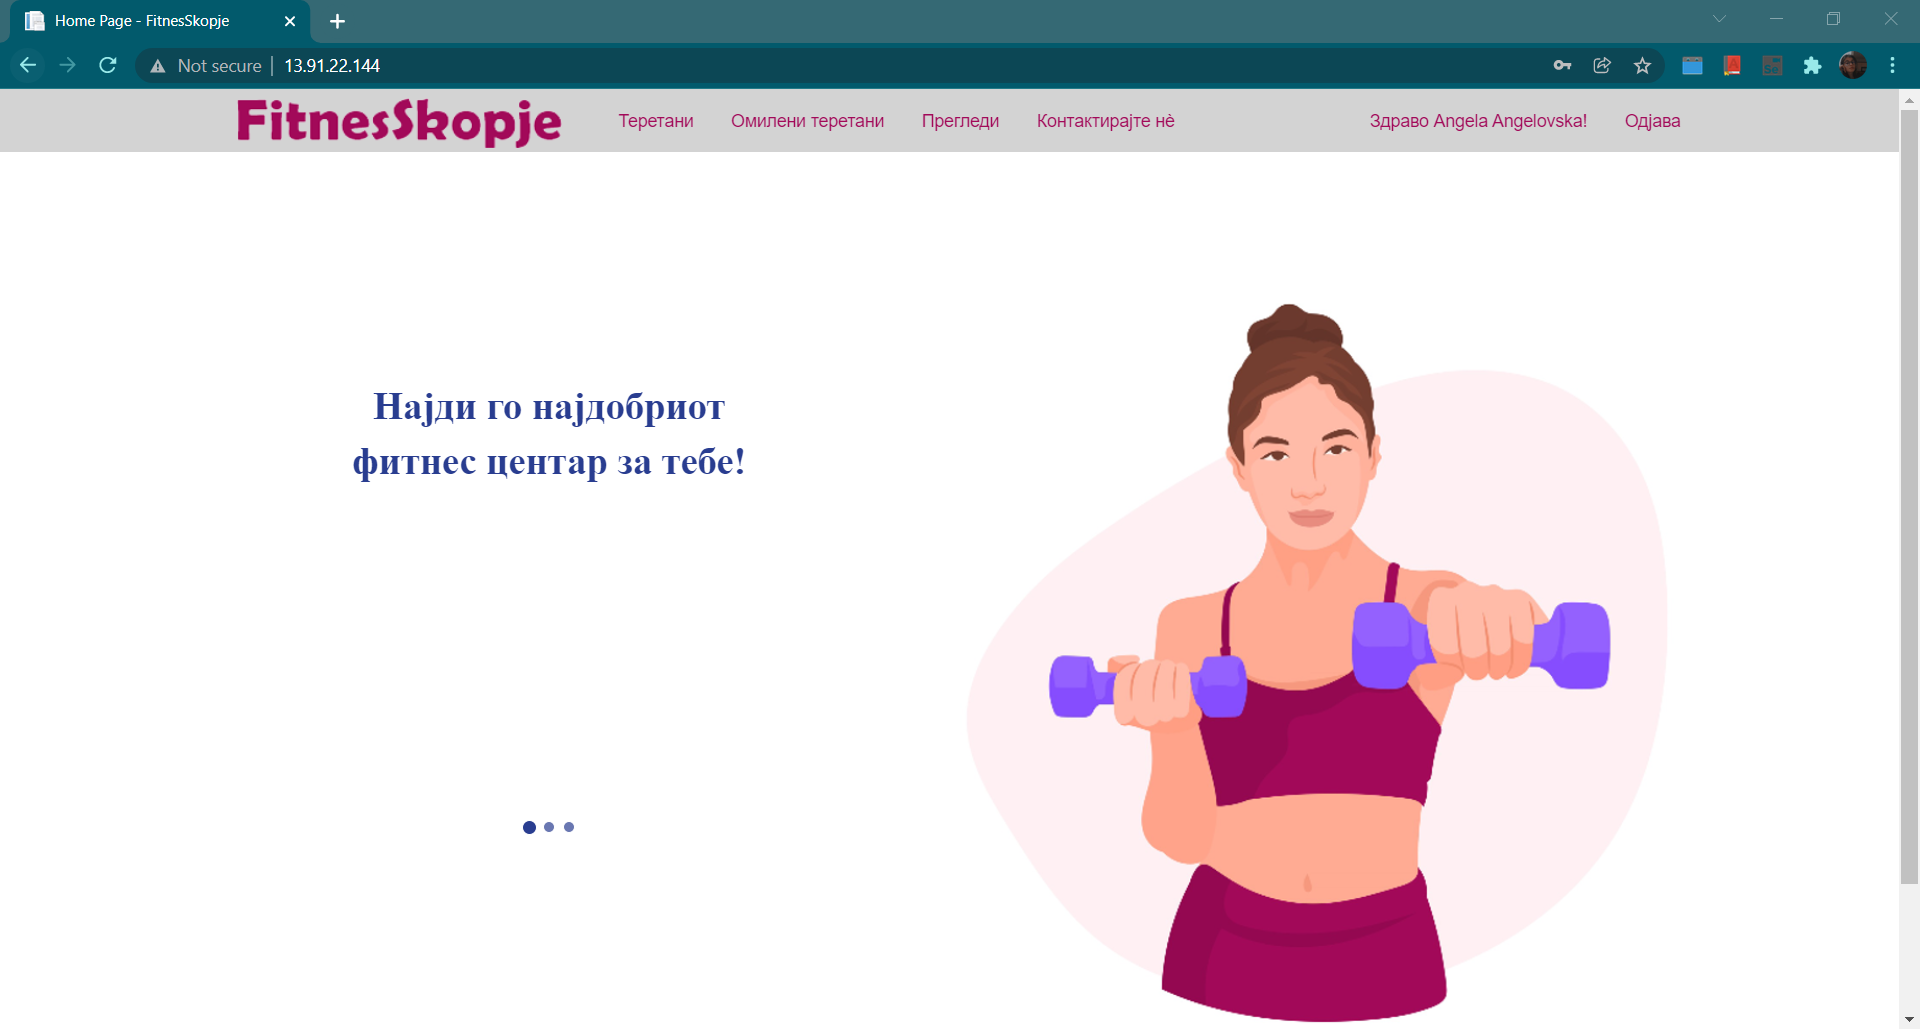 Home Page - FitnesSkopje
Not secure | 13.91.22.144
FitnesSkopje
Теретани
Омилени теретани
Прегледи
Контактирајте нѐ
Здраво Angela Angelovska!
Одјава
Најди го најдобриот
фитнес центар за тебе!